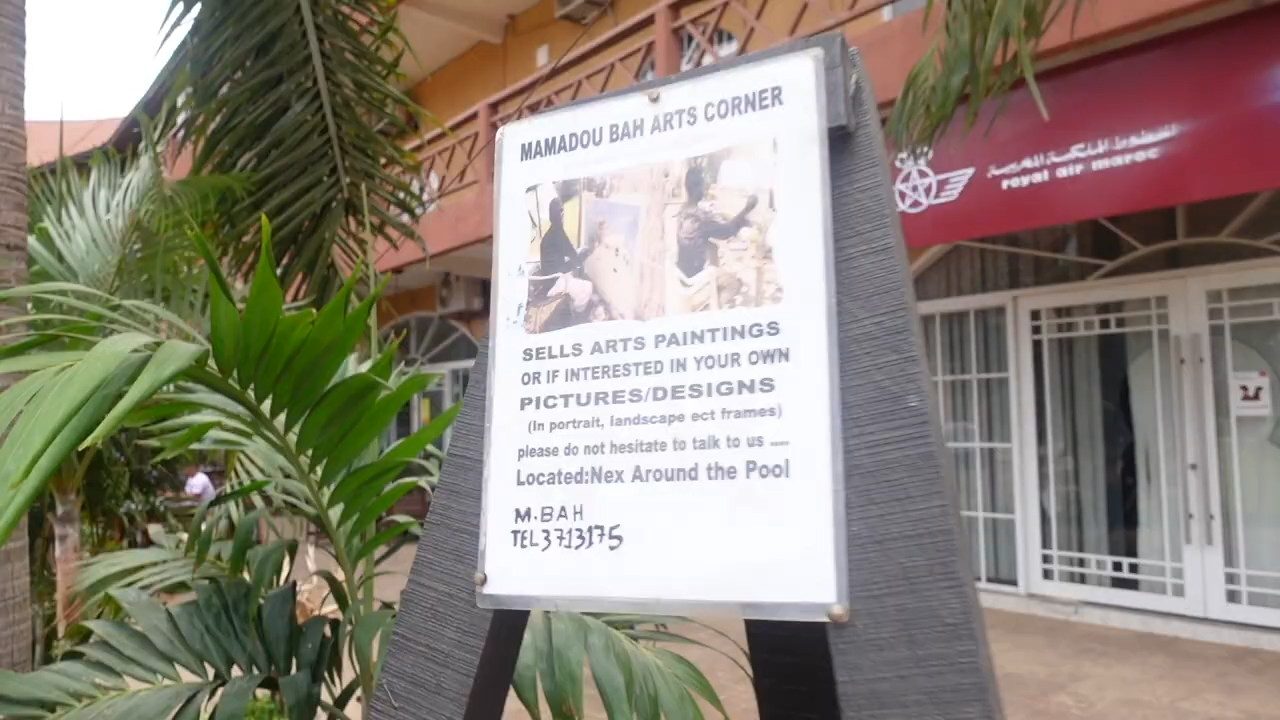 MAMADOU BAH ARTS CORNER
SELLS ARTS PAINTINGS
OR IF INTERESTED IN YOUR OWN
PICTURES/DESIGNS
(In portrait, landscape ect frames)
please do not hesitate to talk to us .....
Located:Nex Around the Pool
M.BAH
TEL 3713175
الخطوط الملكية المغربية
royal air maroc